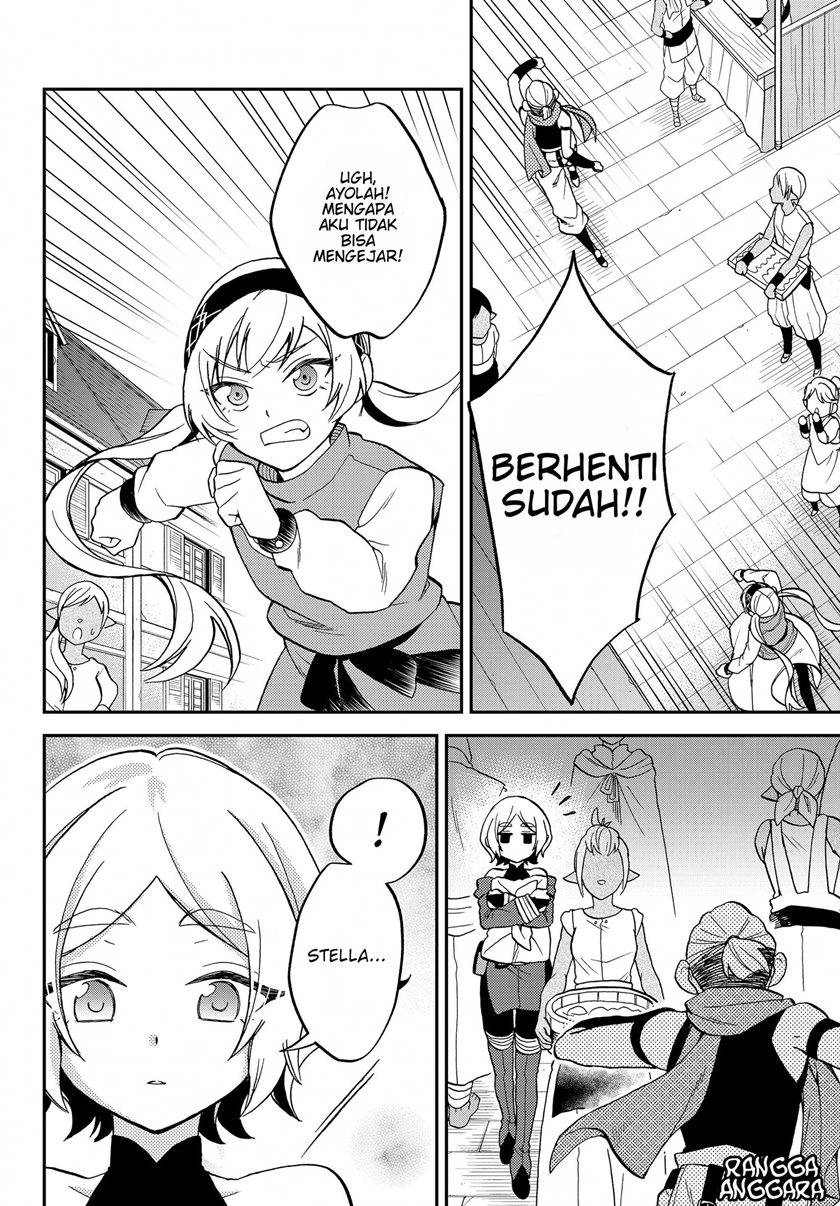 BERHENTI
SUDAH!!
UGH,
AYOLAH!
MENGAPA
AKU TIDAK
BISA
MENGEJAR!
!
STELLA...
RANGGA
ANGGARA